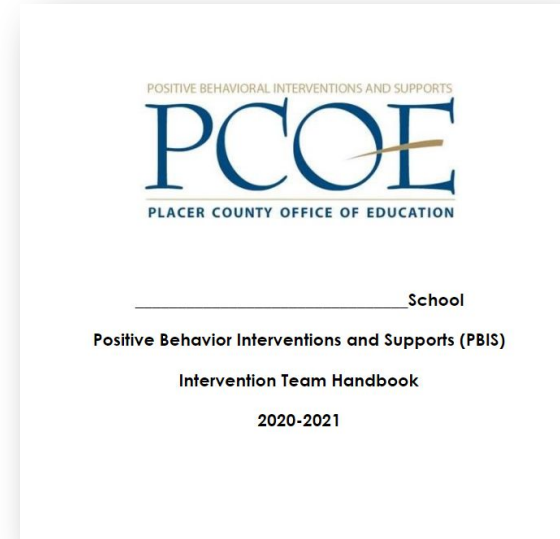 POSITIVE BEHAVIORAL INTERVENTIONS AND SUPPORTS
PCOE
PLACER COUNTY OFFICE OF EDUCATION
______________________________School
Positive Behavior Interventions and Supports (PBIS)
Intervention Team Handbook
2020-2021